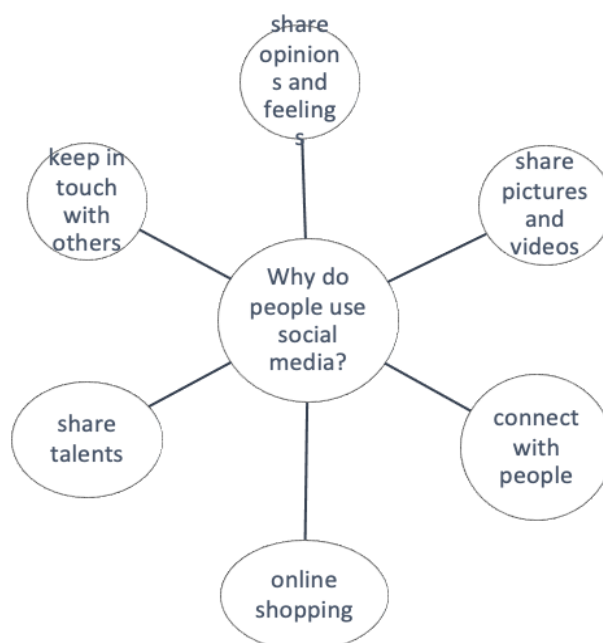 share
opinion
s and
feeling
s
keep in
touch
with
others
share
pictures
and
videos
Why do
people use
social
media?
share
talents
connect
with
people
online
shopping